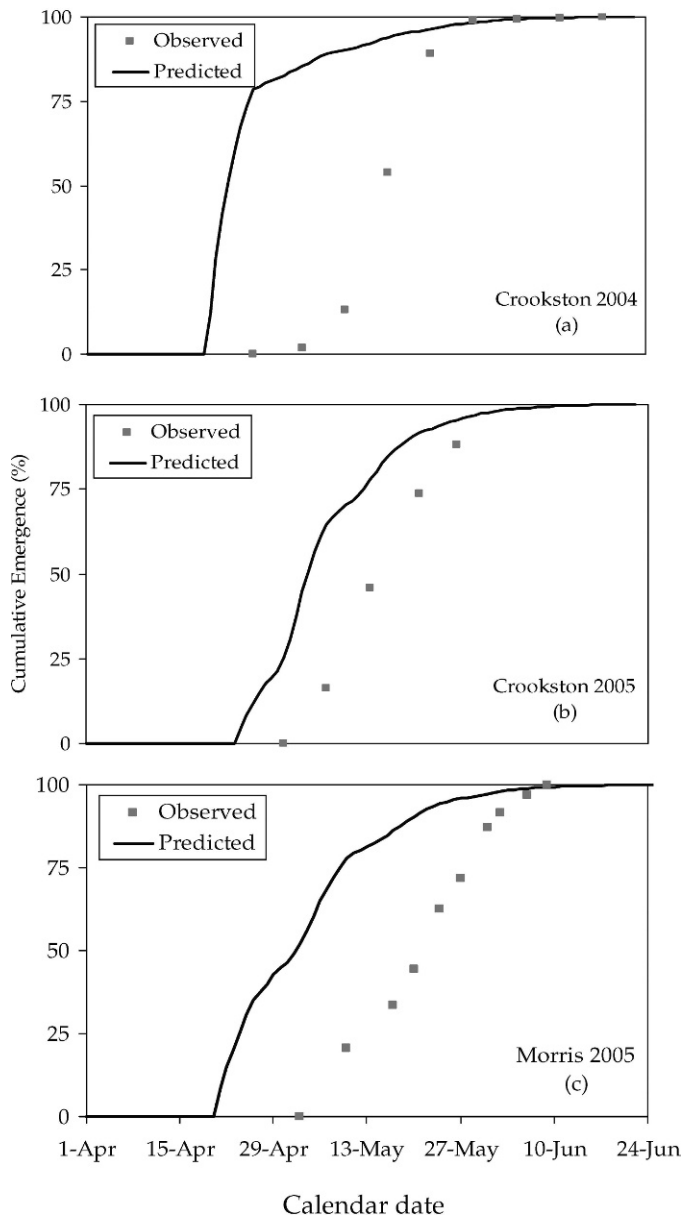 100
75
50
25
0
Observed
Predicted
Crookston 2004
(a)
100
75
50
25
0
Observed
Predicted
Crookston 2005
(b)
Cumulative Emergence (%)
100
75
50
25
0
Observed
Predicted
Morris 2005
(c)
1-Apr 15-Apr 29-Apr 13-May 27-May 10-Jun 24-Jun
Calendar date